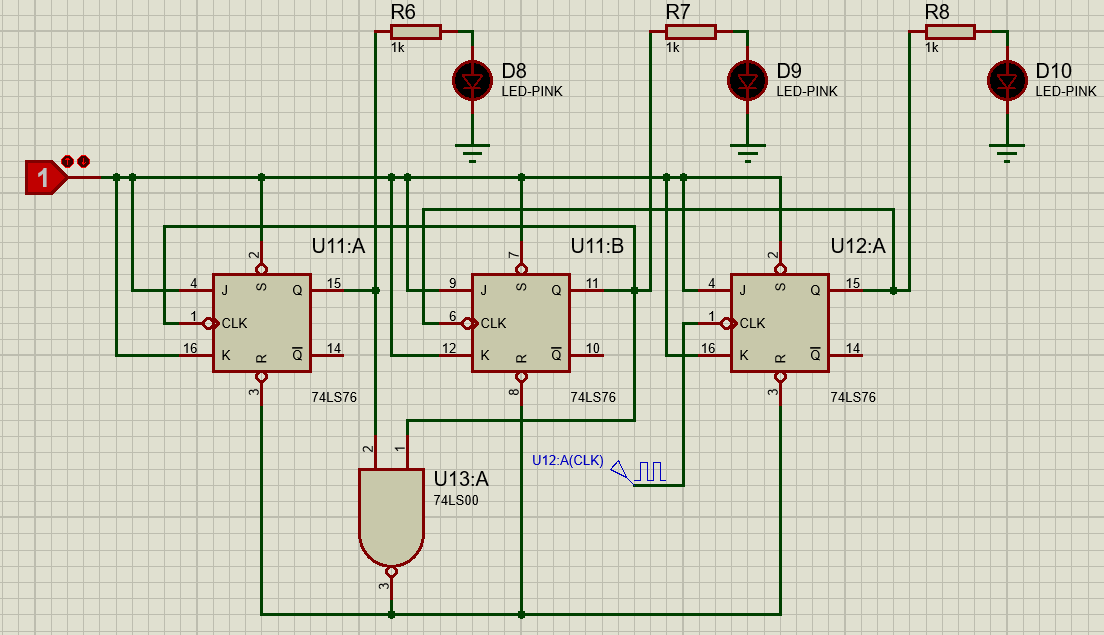 R6
1k
D8
LED-PINK
R7
1k
D9
LED-PINK
R8
1k
D10
LED-PINK
1
U11:A
2
S
4
J
Q
15
1
CLK
16
K
R
Q
14
3
74LS76
U11:B
7
S
9
J
Q
11
6
CLK
12
K
R
Q
10
8
74LS76
U12:A
2
S
4
J
Q
15
1
CLK
16
K
R
Q
14
3
74LS76
2
1
U13:A
74LS00
3
U12:A(CLK)